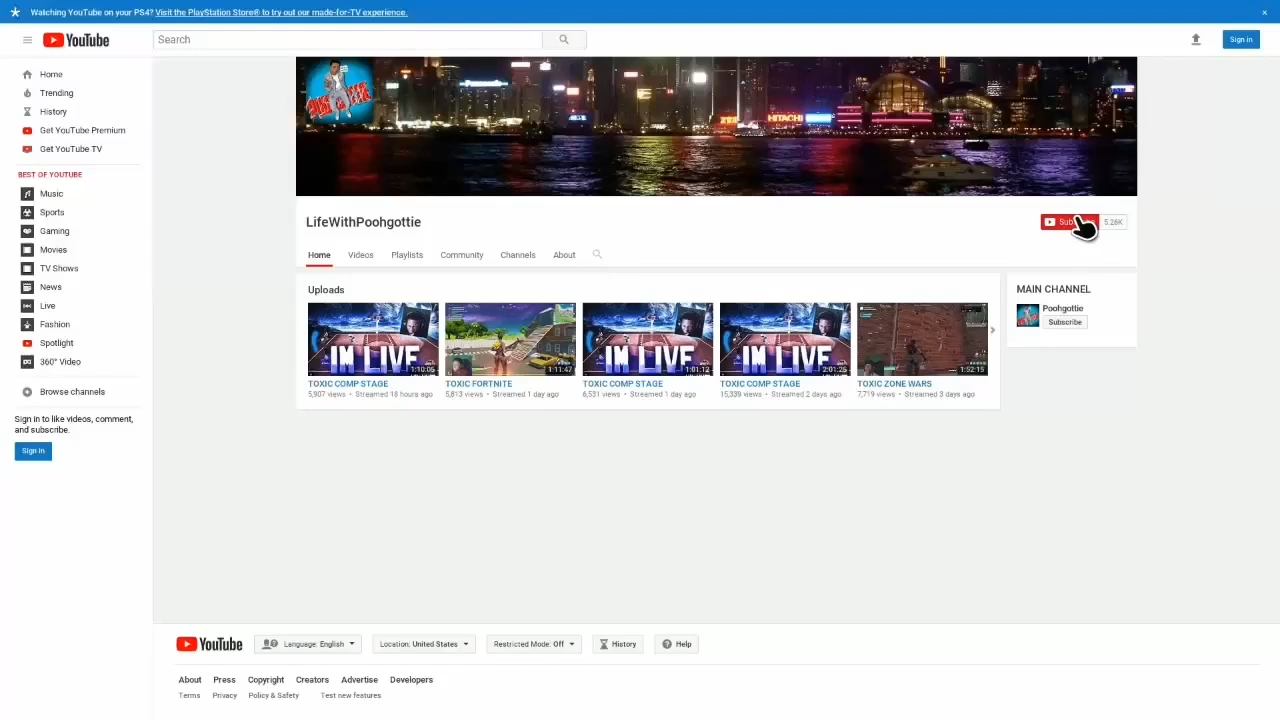 Watching YouTube on your PS4? Visit the PlayStation Store® to try out our made-for-TV experience.
YouTube
Search
Sign in
Home
Trending
History
Get YouTube Premium
Get YouTube TV
BEST OF YOUTUBE
Music
Sports
Gaming
Movies
TV Shows
News
Live
Fashion
Spotlight
360° Video
Browse channels
Sign in to like videos, comment,
and subscribe.
Sign in
HITACHI
LifeWithPoohgottie
5.26K
Home Videos Playlists Community Channels About
Uploads
IM LIVE 1:10:06
1:11:47
IM LIVE 1:01:12
IM LIVE 2:01:25
1:52:15
TOXIC COMP STAGE
5,907 views • Streamed 18 hours ago
TOXIC FORTNITE
5,813 views • Streamed 1 day ago
TOXIC COMP STAGE
6,531 views • Streamed 1 day ago
TOXIC COMP STAGE
15,339 views • Streamed 2 days ago
TOXIC ZONE WARS
7,719 views • Streamed 3 days ago
MAIN CHANNEL
Poohgottie
Subscribe
YouTube Language: English Location: United States Restricted Mode: Off History Help
About Press Copyright Creators Advertise Developers
Terms Privacy Policy & Safety Test new features